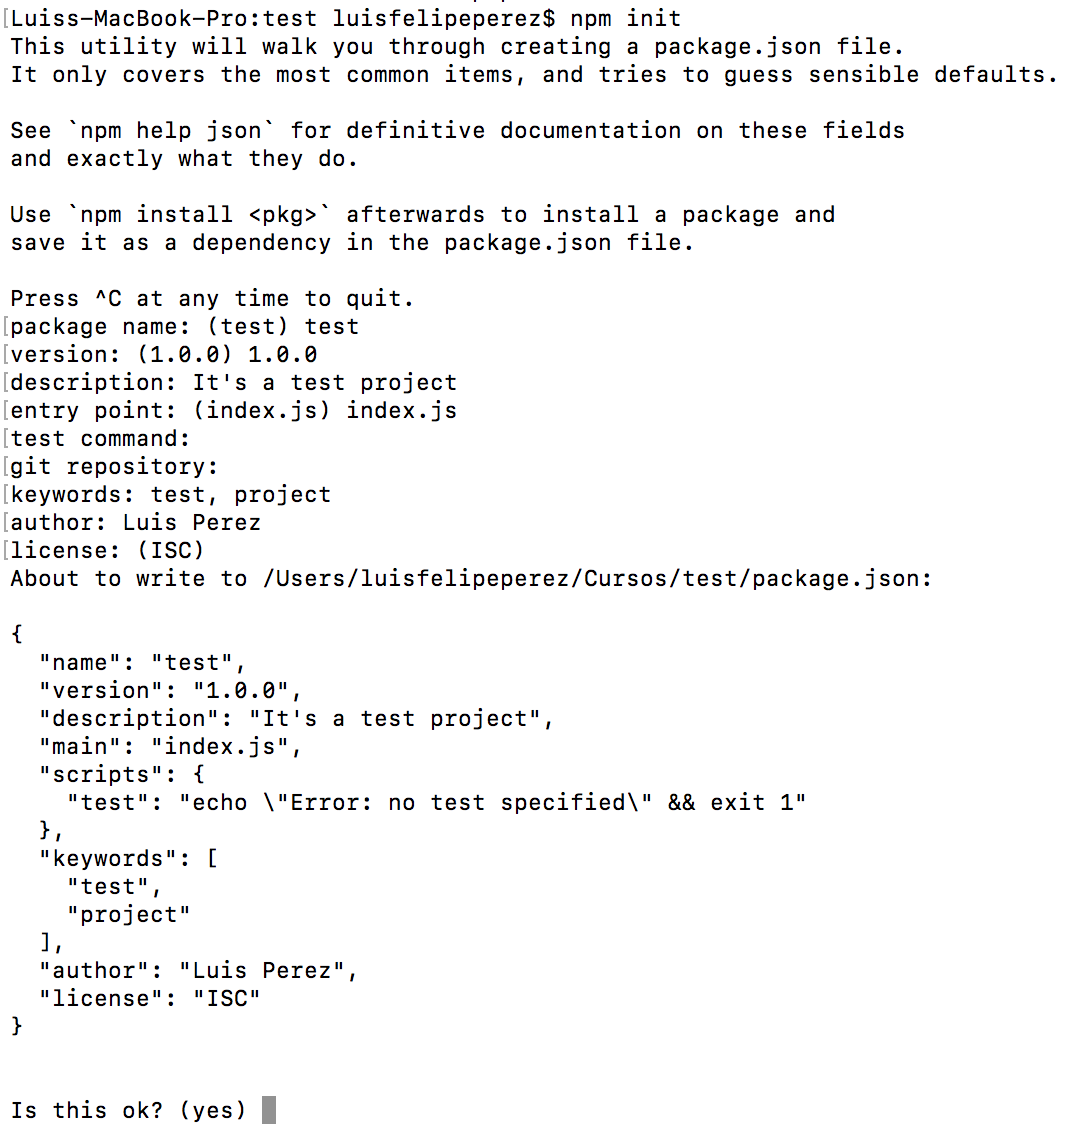 [Luiss-MacBook-Pro:test luisfelipeperez$ npm init
This utility will walk you through creating a package.json file.
It only covers the most common items, and tries to guess sensible defaults.

See `npm help json` for definitive documentation on these fields
and exactly what they do.

Use `npm install <pkg>` afterwards to install a package and
save it as a dependency in the package.json file.

Press ^C at any time to quit.
[package name: (test) test
[version: (1.0.0) 1.0.0
[description: It's a test project
[entry point: (index.js) index.js
[test command:
[git repository:
[keywords: test, project
[author: Luis Perez
[license: (ISC)
About to write to /Users/luisfelipeperez/Cursos/test/package.json:

{
  "name": "test",
  "version": "1.0.0",
  "description": "It's a test project",
  "main": "index.js",
  "scripts": {
    "test": "echo \"Error: no test specified\" && exit 1"
  },
  "keywords": [
    "test",
    "project"
  ],
  "author": "Luis Perez",
  "license": "ISC"
}

Is this ok? (yes)